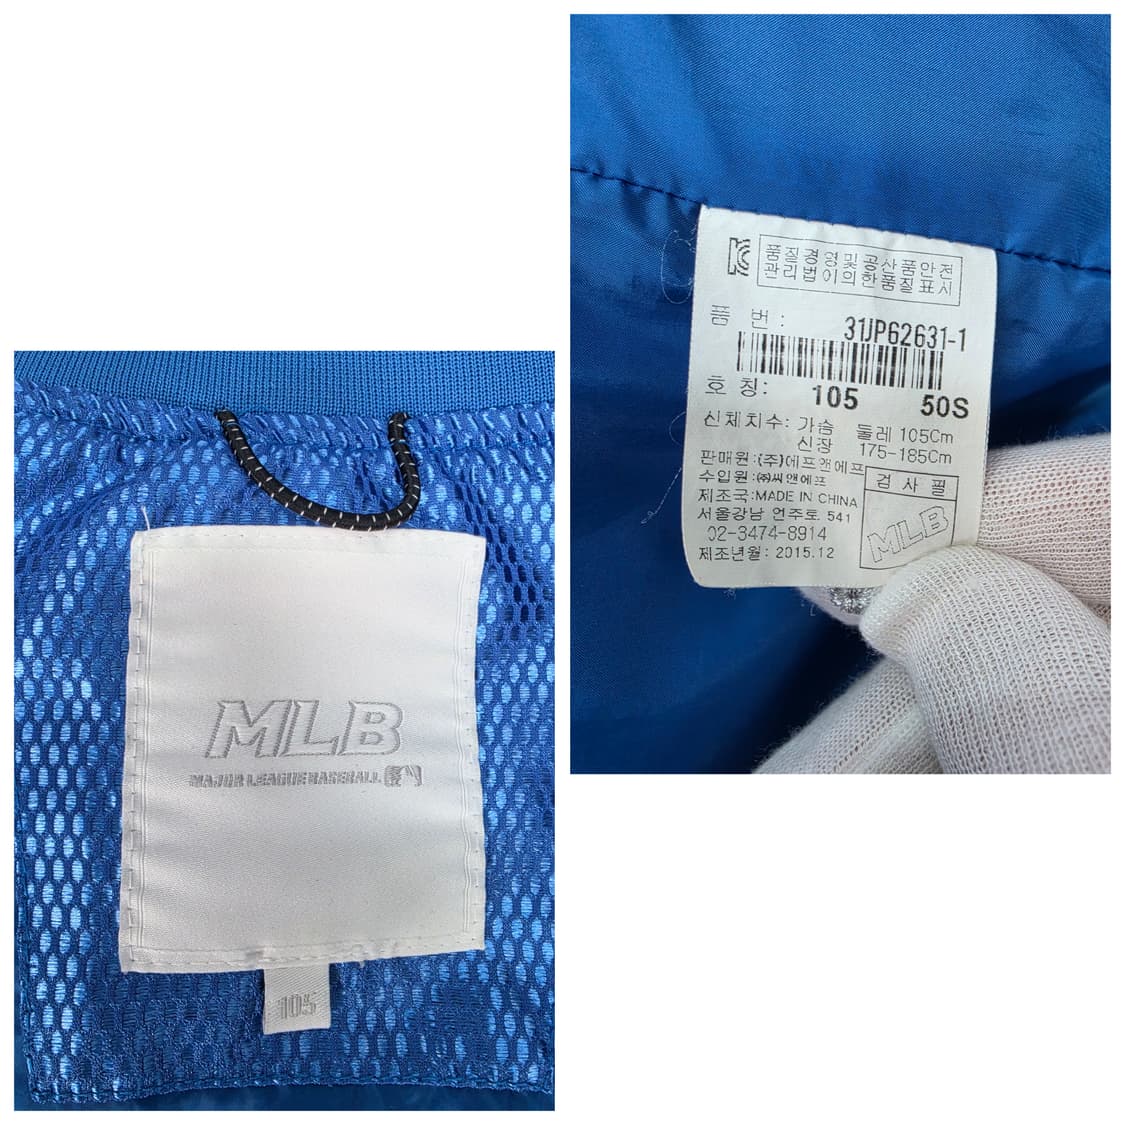 MLB
MAJOR LEAGUE BASEBALL
105
품질경영및공산품안전
관리법에의한품질표시
품 번 : 31JP62631-1
호 칭: 105 50S
신체치수: 가슴 둘레 105Cm
신장 175-185Cm
판매원:(주)에프앤에프
수입원:㈜씨앤에프
제조국:MADE IN CHINA
서울강남 언주로 541
02-3474-8914
제조년월: 2015.12
검 사 필
MLB